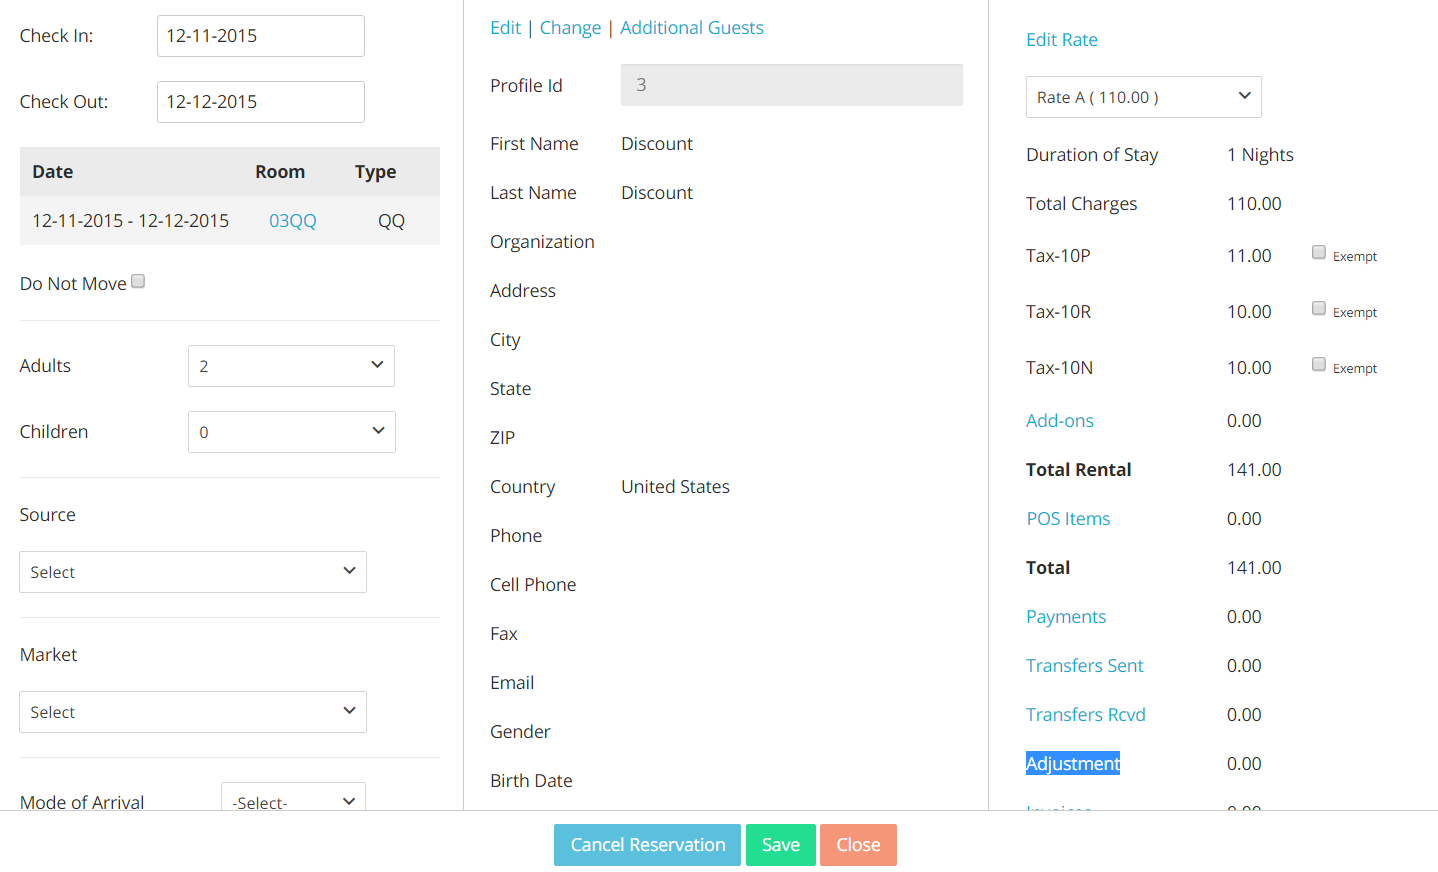 Check In: 12-11-2015
Check Out: 12-12-2015
Date Room Type
12-11-2015 - 12-12-2015 03QQ QQ
Do Not Move
Adults 2
Children 0
Source
Select
Market
Select
Mode of Arrival -Select-
Edit | Change | Additional Guests
Profile Id 3
First Name Discount
Last Name Discount
Organization
Address
City
State
ZIP
Country United States
Phone
Cell Phone
Fax
Email
Gender
Birth Date
Edit Rate
Rate A ( 110.00 )
Duration of Stay 1 Nights
Total Charges 110.00
Tax-10P 11.00 Exempt
Tax-10R 10.00 Exempt
Tax-10N 10.00 Exempt
Add-ons 0.00
Total Rental 141.00
POS Items 0.00
Total 141.00
Payments 0.00
Transfers Sent 0.00
Transfers Rcvd 0.00
Adjustment 0.00
Cancel Reservation Save Close